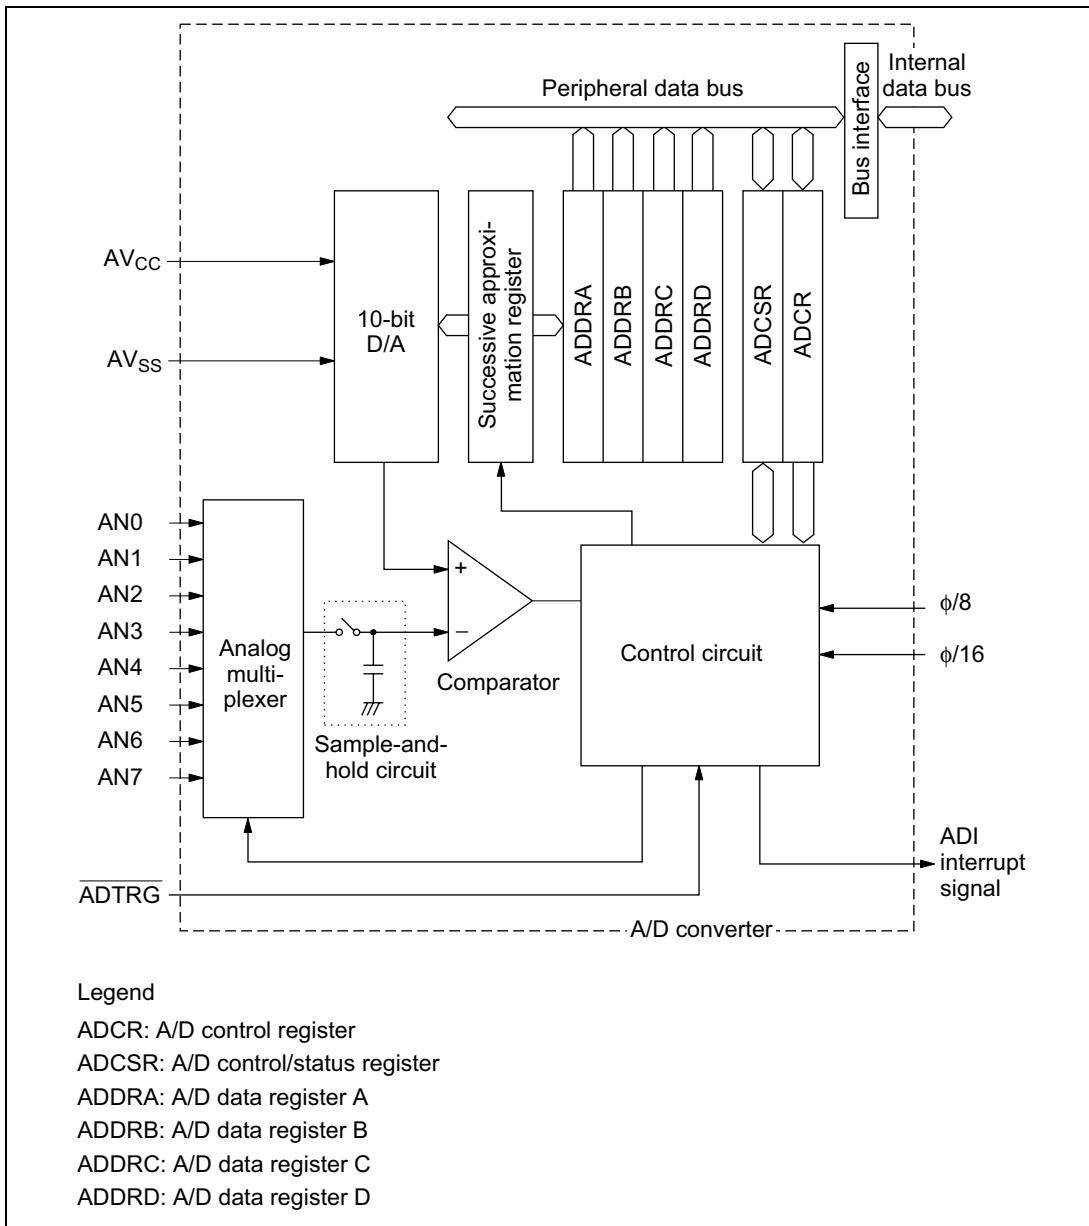 Peripheral data bus
Internal
data bus
Bus interface
AVCC
AVSS
10-bit
D/A
Successive approxi-
mation register
ADDRA
ADDRB
ADDRC
ADDRD
ADCSR
ADCR
AN0
AN1
AN2
AN3
AN4
AN5
AN6
AN7
Analog
multi-
plexer
Sample-and-
hold circuit
+
−
Comparator
Control circuit
ϕ/8
ϕ/16
ADI
interrupt
signal
ADTRG
A/D converter
Legend
ADCR: A/D control register
ADCSR: A/D control/status register
ADDRA: A/D data register A
ADDRB: A/D data register B
ADDRC: A/D data register C
ADDRD: A/D data register D